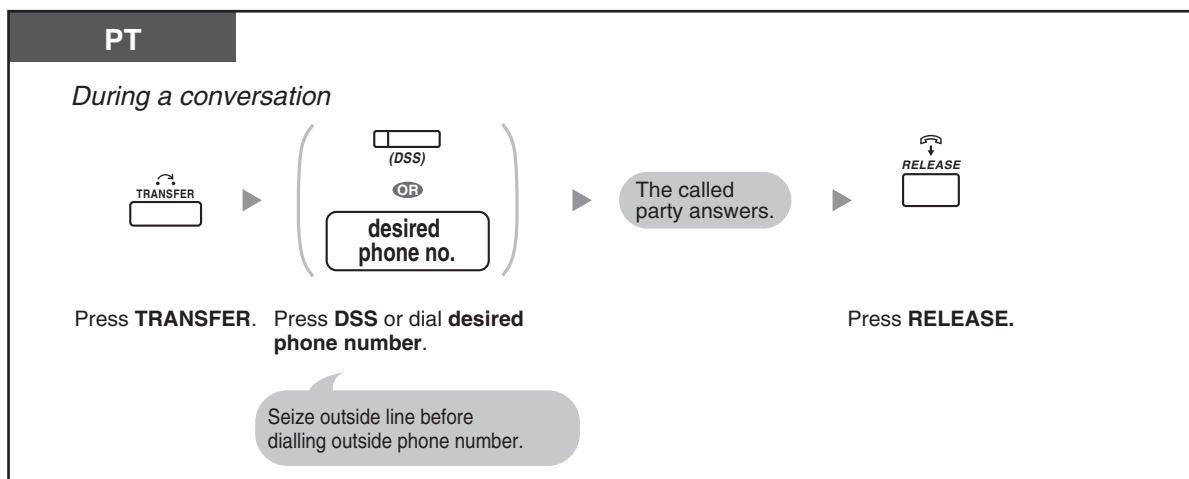 PT
During a conversation
TRANSFER
(DSS)
OR
desired
phone no.
The called
party answers.
RELEASE
Press TRANSFER.
Press DSS or dial desired
phone number.
Press RELEASE.
Seize outside line before
dialling outside phone number.